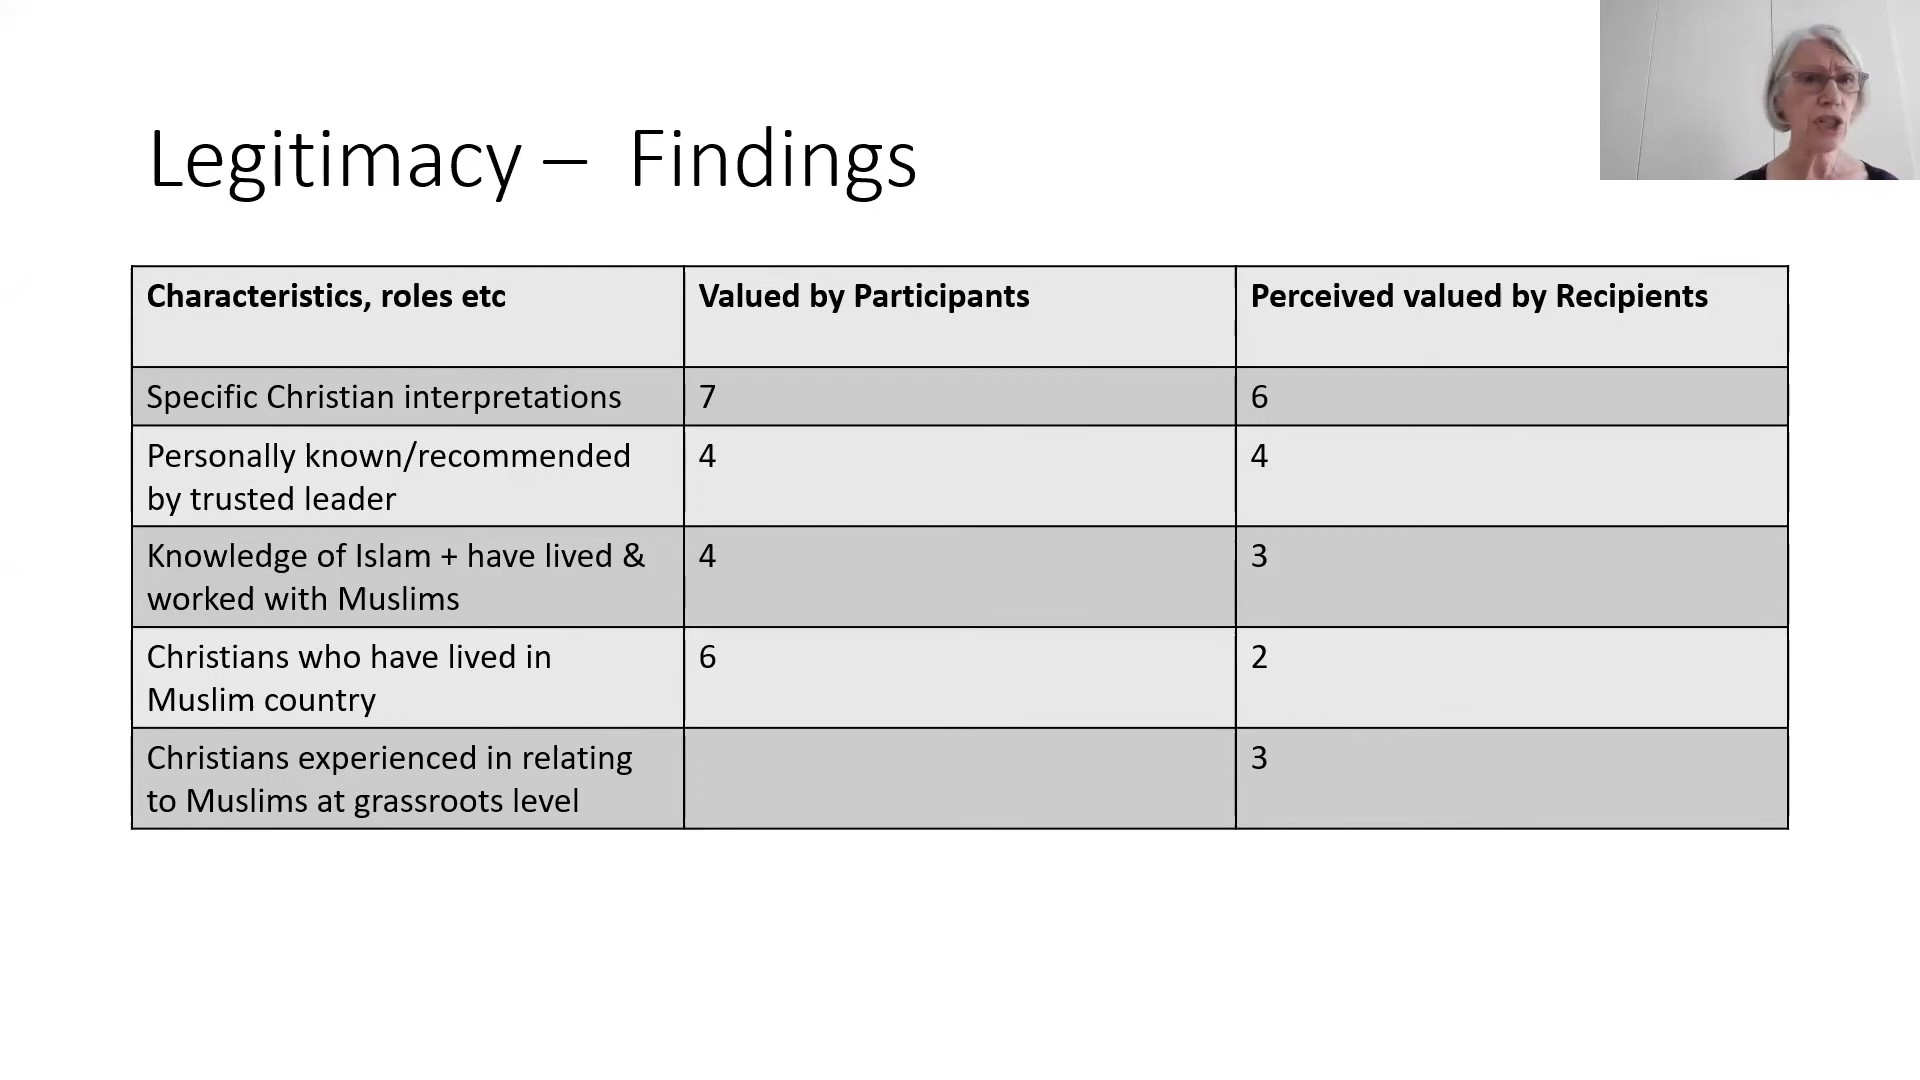 Legitimacy – Findings
Characteristics, roles etc
Valued by Participants
Perceived valued by Recipients
Specific Christian interpretations
7
6
Personally known/recommended
by trusted leader
4
4
Knowledge of Islam + have lived &
worked with Muslims
4
3
Christians who have lived in
Muslim country
6
2
Christians experienced in relating
to Muslims at grassroots level
3